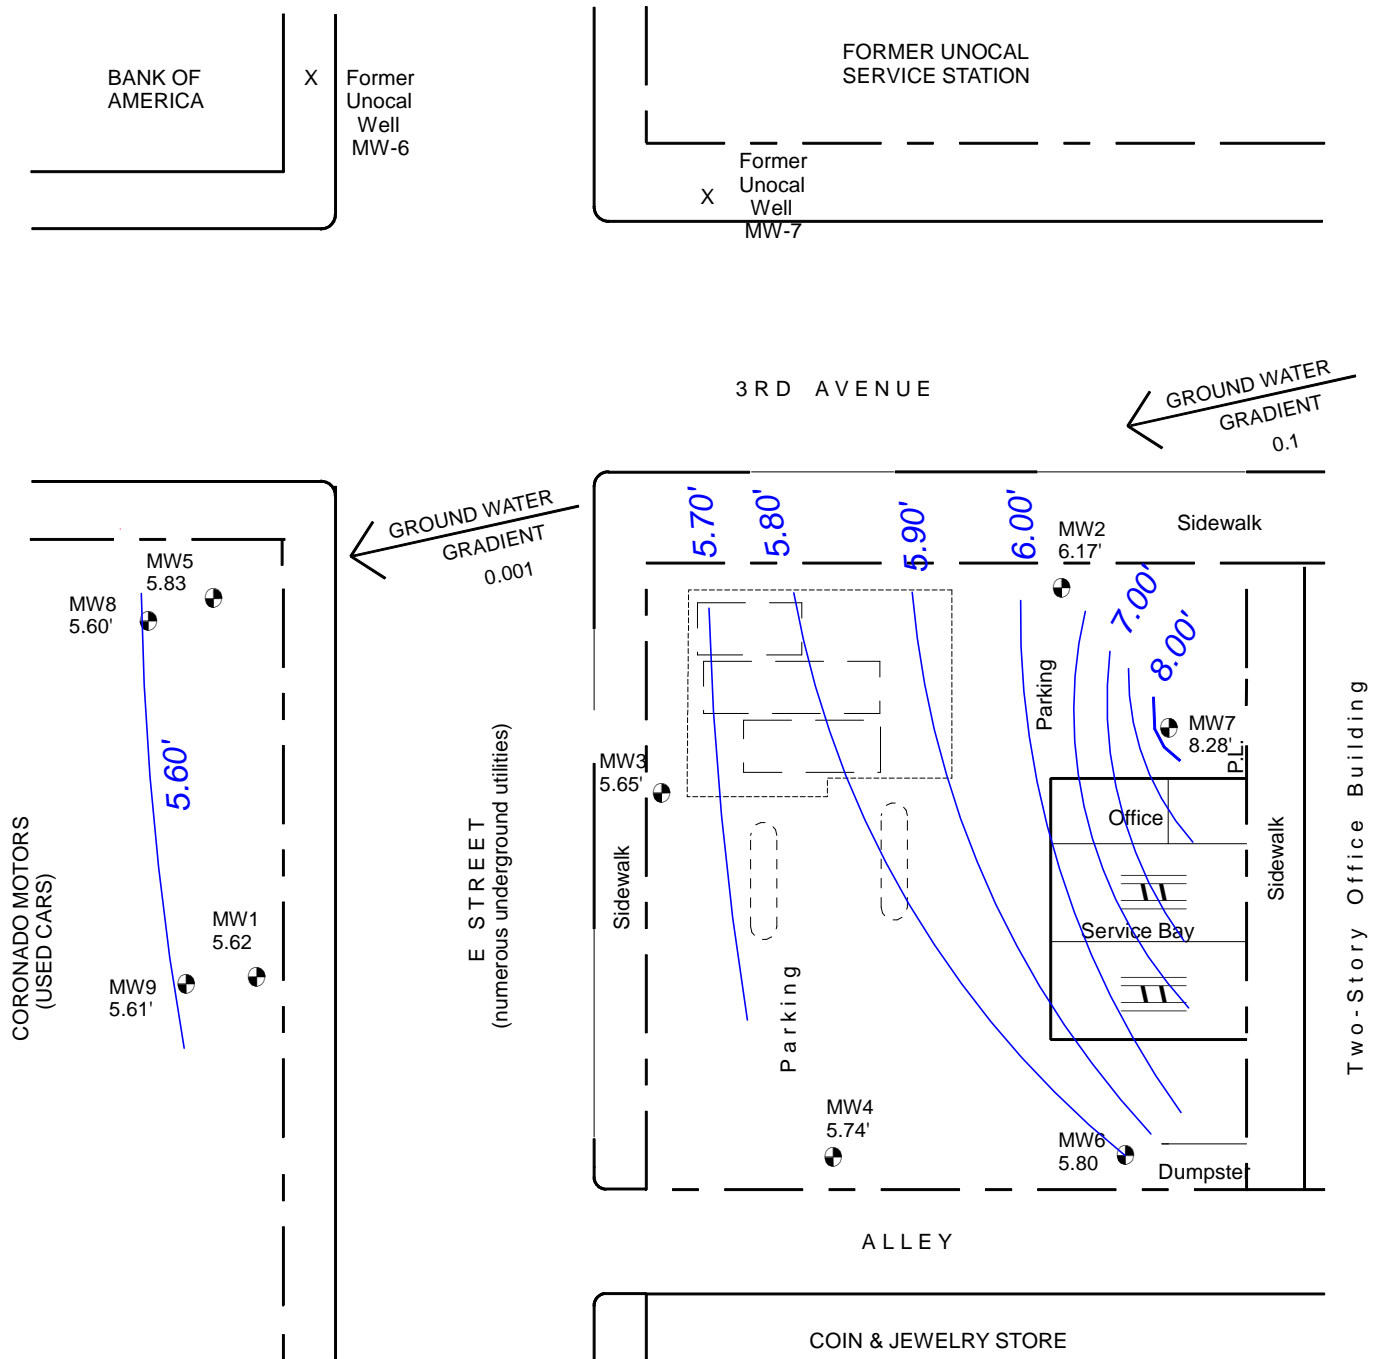 BANK OF
AMERICA
X
Former
Unocal
Well
MW-6
FORMER UNOCAL
SERVICE STATION
X
Former
Unocal
Well
MW-7
3RD AVENUE
GROUND WATER
GRADIENT
0.1
GROUND WATER
GRADIENT
0.001
5.70'
5.80'
5.90'
6.00'
MW2
6.17'
Sidewalk
MW5
5.83
MW8
5.60'
7.00'
8.00'
Parking
MW7
8.28'
P.L.
5.60'
MW3
5.65'
Office
Service Bay
Sidewalk
Sidewalk
Two-Story Office Building
E STREET
(numerous underground utilities)
CORONADO MOTORS
(USED CARS)
MW1
5.62
MW9
5.61'
Parking
MW4
5.74'
MW6
5.80
Dumpster
ALLEY
COIN & JEWELRY STORE